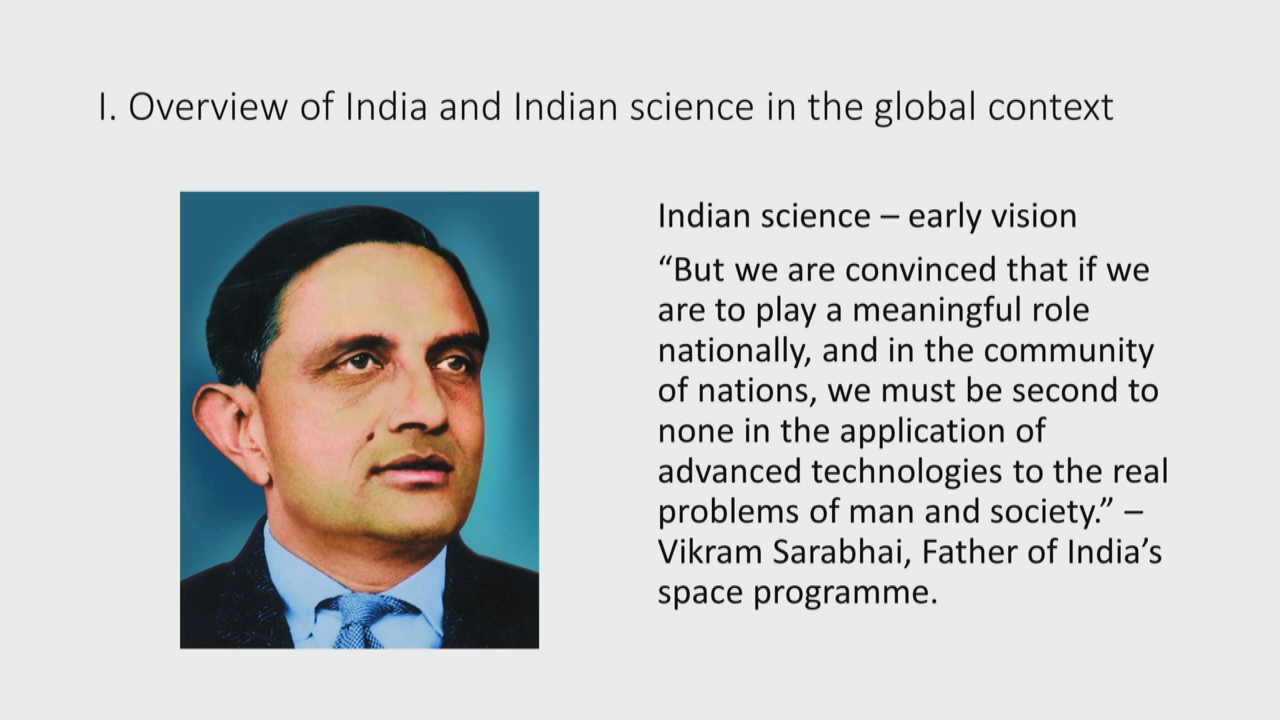 I. Overview of India and Indian science in the global context
Indian science – early vision
“But we are convinced that if we
are to play a meaningful role
nationally, and in the community
of nations, we must be second to
none in the application of
advanced technologies to the real
problems of man and society.” –
Vikram Sarabhai, Father of India’s
space programme.